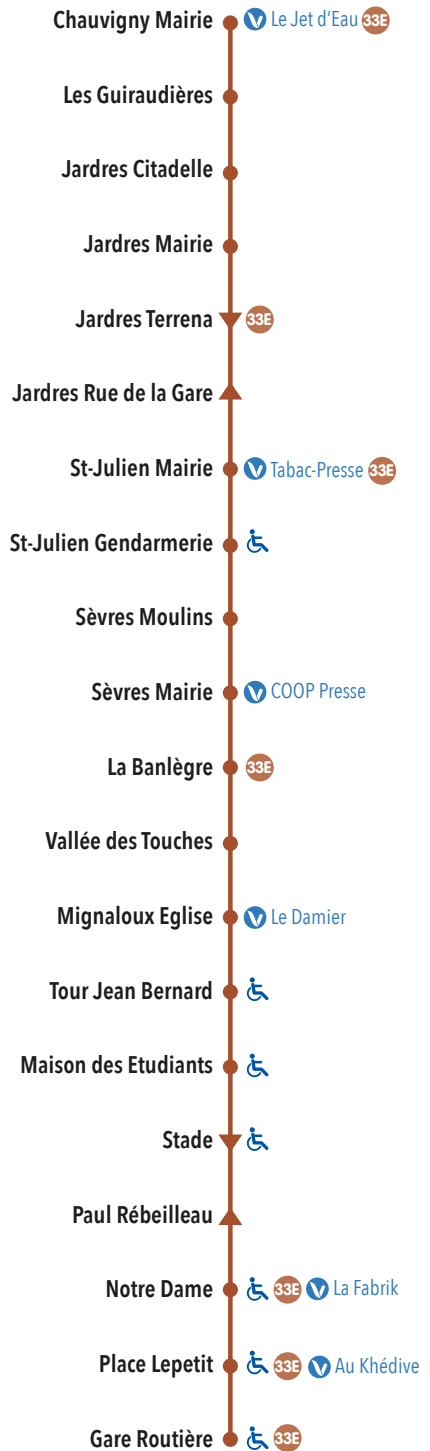 Chauvigny Mairie V Le Jet d’Eau 33E
Les Guiraudières
Jardres Citadelle
Jardres Mairie
Jardres Terrena 33E
Jardres Rue de la Gare
St-Julien Mairie V Tabac-Presse 33E
St-Julien Gendarmerie
Sèvres Moulins
Sèvres Mairie V COOP Presse
La Banlègre 33E
Vallée des Touches
Mignaloux Eglise V Le Damier
Tour Jean Bernard
Maison des Etudiants
Stade
Paul Rébeilleau
Notre Dame 33E V La Fabrik
Place Lepetit 33E V Au Khédive
Gare Routière 33E